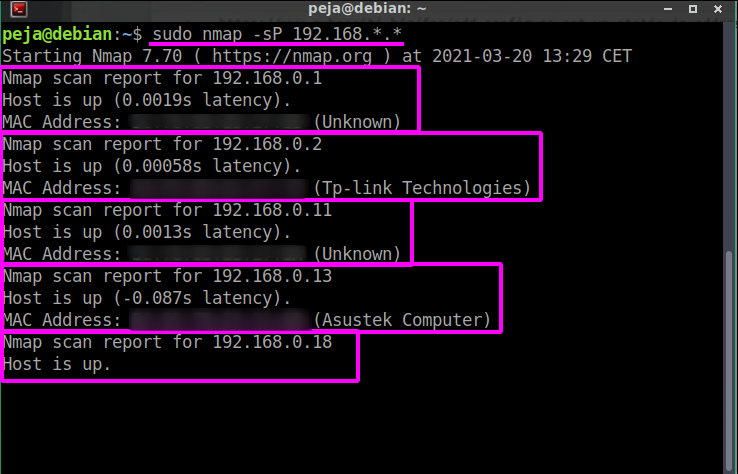 peja@debian: ~
peja@debian:~$ sudo nmap -sP 192.168.*.*
Starting Nmap 7.70 ( https://nmap.org ) at 2021-03-20 13:29 CET
Nmap scan report for 192.168.0.1
Host is up (0.0019s latency).
MAC Address: (Unknown)
Nmap scan report for 192.168.0.2
Host is up (0.00058s latency).
MAC Address: (Tp-link Technologies)
Nmap scan report for 192.168.0.11
Host is up (0.0013s latency).
MAC Address: (Unknown)
Nmap scan report for 192.168.0.13
Host is up (-0.087s latency).
MAC Address: (Asustek Computer)
Nmap scan report for 192.168.0.18
Host is up.